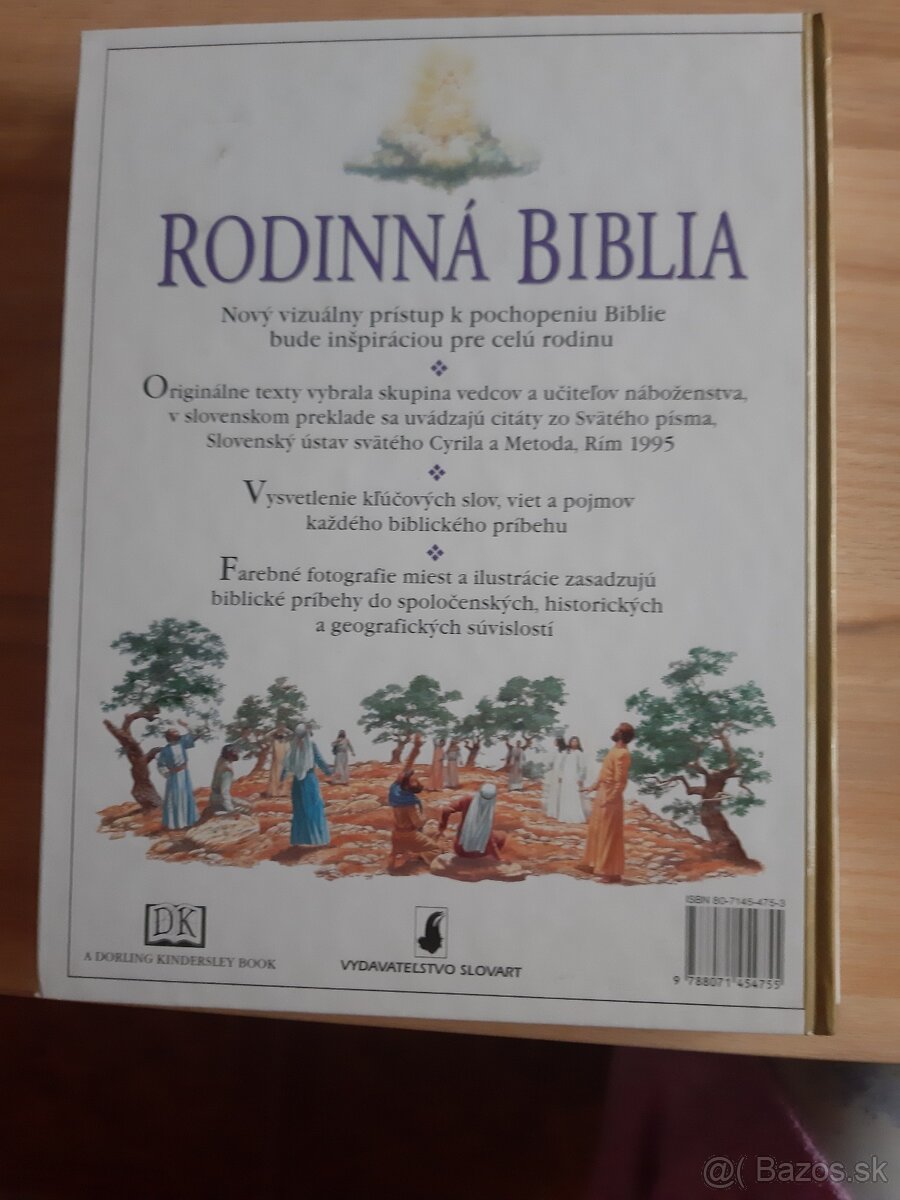 RODINNÁ BIBLIA
Nový vizuálny prístup k pochopeniu Biblie
bude inšpiráciou pre celú rodinu
Originálne texty vybrala skupina vedcov a učiteľov náboženstva,
v slovenskom preklade sa uvádzajú citáty zo Svätého písma,
Slovenský ústav svätého Cyrila a Metoda, Rím 1995
Vysvetlenie kľúčových slov, viet a pojmov
každého biblického príbehu
Farebné fotografie miest a ilustrácie zasadzujú
biblické príbehy do spoločenských, historických
a geografických súvislostí
DK
A DORLING KINDERSLEY BOOK
VYDAVATEĽSTVO SLOVART
ISBN 80-7145-475-3
9 788071 454755
@( Bazos.sk